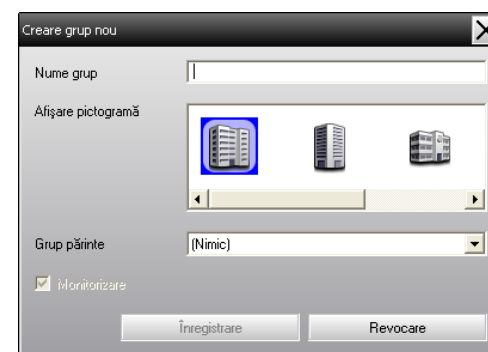 Creare grup nou
Nume grup
Afişare pictogramă
Grup părinte (Nimic)
Monitorizare
Înregistrare Revocare